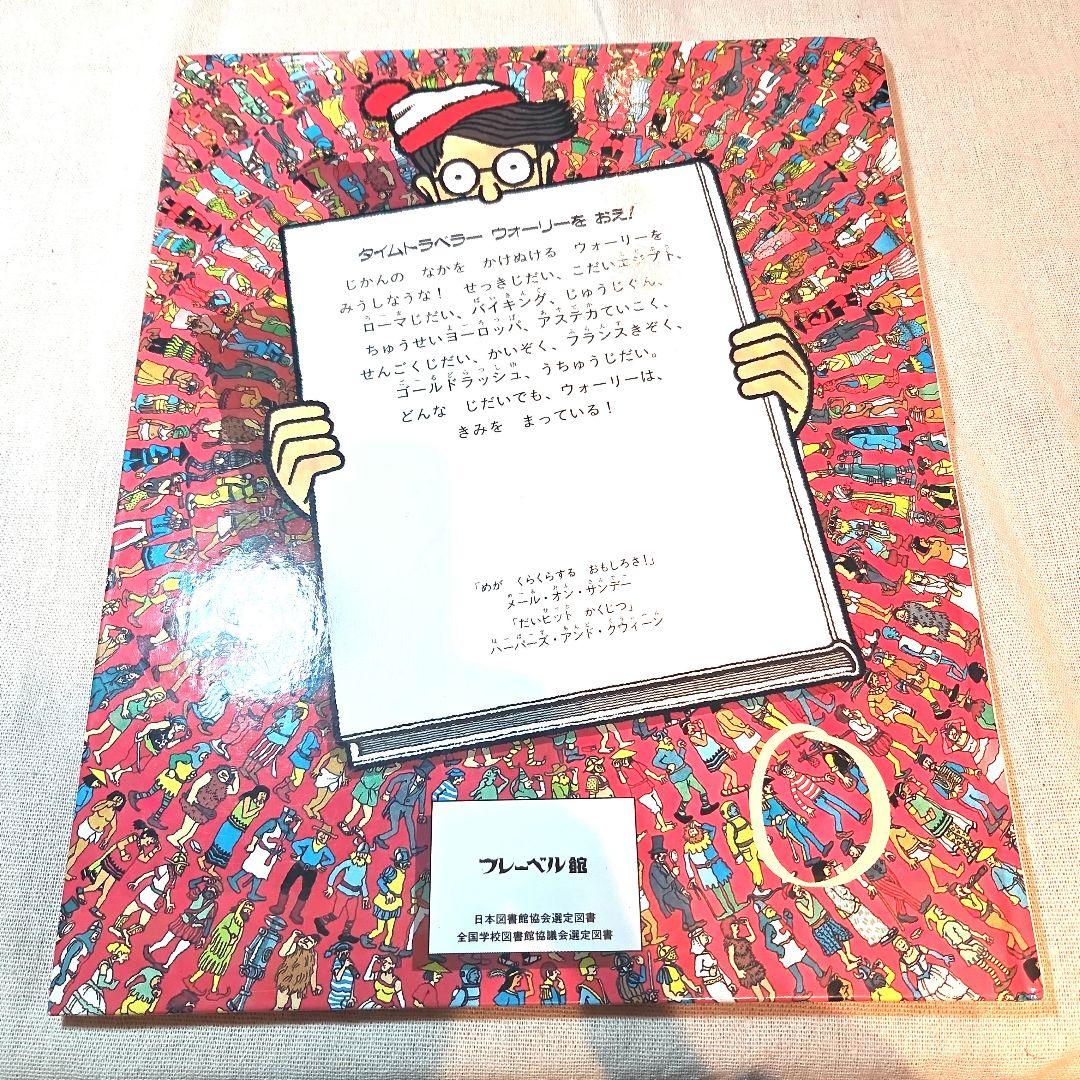 タイムトラベラー ウォーリーを おえ!
じかんの なかを かけぬける ウォーリーを
みうしなうな! せっきじだい、こだいエジプト、
ローマじだい、バイキング、じゅうじぐん、
ちゅうせいヨーロッパ、アステカていこく、
せんごくじだい、かいぞく、フランスきぞく、
ゴールドラッシュ、うちゅうじだい。
どんな じだいでも、ウォーリーは、
きみを まっている!
「めが くらくらする おもしろさ!」
メール・オン・サンデー
「だいヒット かくじつ」
ハーパーズ・アンド・クウィーン
フレーベル館
日本図書館協会選定図書
全国学校図書館協議会選定図書